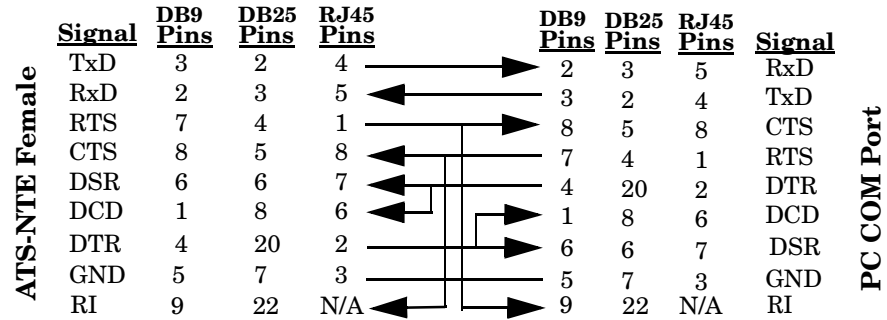 DB9 DB25 RJ45 DB9 DB25 RJ45
Signal Pins Pins Pins Pins Pins Pins Signal
TxD 3 2 4 2 3 5 RxD
RxD 2 3 5 3 2 4 TxD
RTS 7 4 1 8 5 8 CTS
CTS 8 5 8 7 4 1 RTS
DSR 6 6 7 4 20 2 DTR
DCD 1 8 6 1 8 6 DCD
DTR 4 20 2 6 6 7 DSR
GND 5 7 3 5 7 3 GND
RI 9 22 N/A 9 22 N/A RI
ATS-NTE Female
PC COM Port